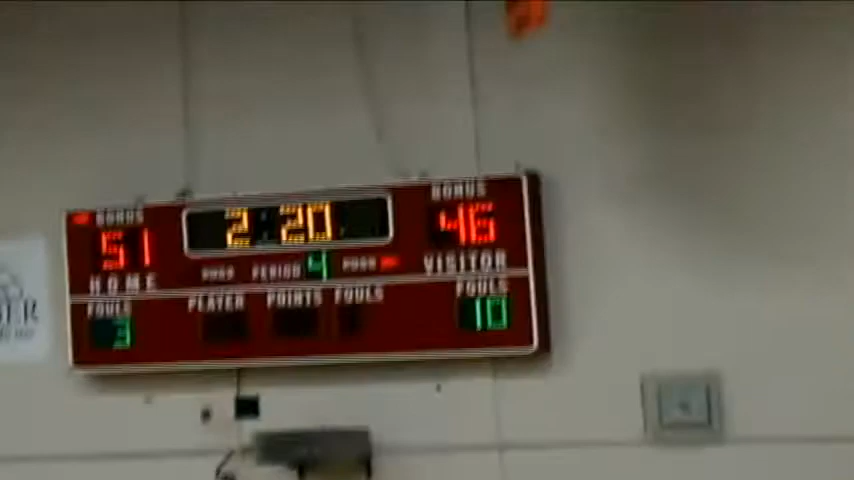 BONUS BONUS
51 2:20 46
POSS PERIOD 4 POSS
HOME VISITOR
FOULS PLAYER POINTS FOULS FOULS
3 10